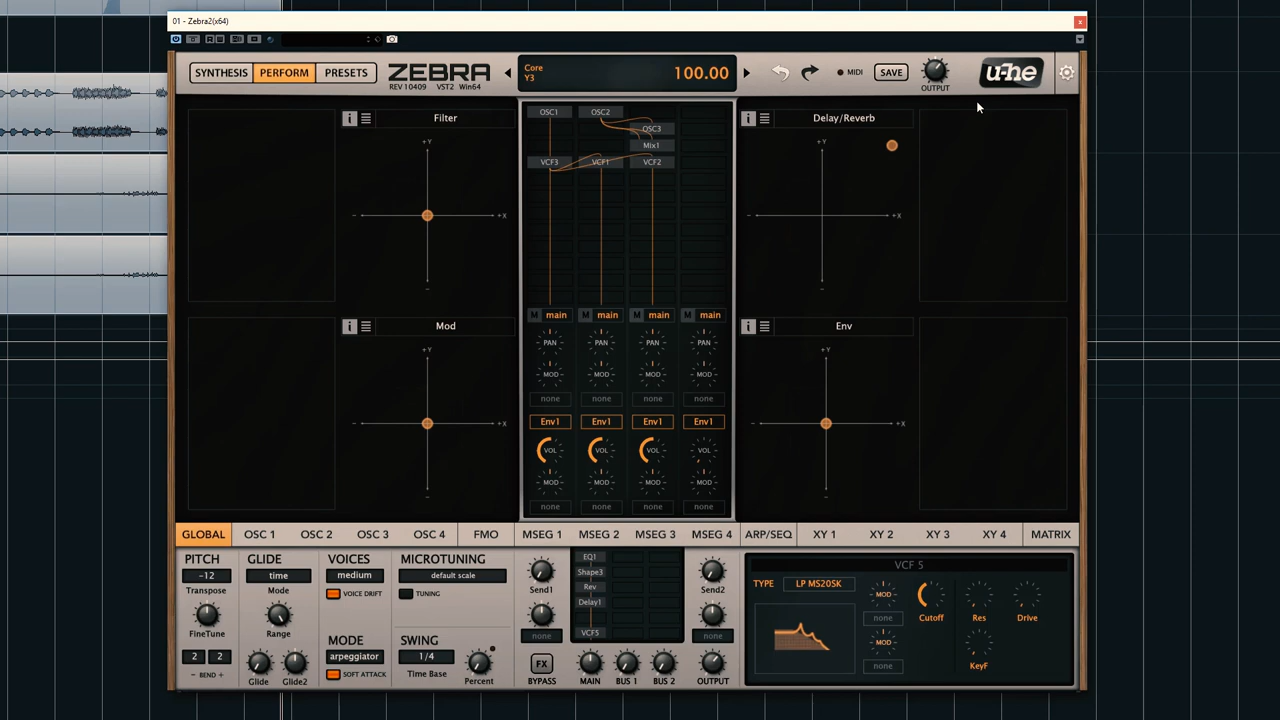 01 - Zebra2(x64)
SYNTHESIS PERFORM PRESETS
ZEBRA
REV 10409 VST2 Win64
Core
Y3
100.00
MIDI
SAVE
OUTPUT
u-he
Filter
+Y
- +X
-
OSC1 OSC2
OSC3
Mix1
VCF3 VCF1 VCF2
Delay/Reverb
+Y
- +X
-
Mod
+Y
- +X
-
M main M main M main M main
PAN PAN PAN PAN
MOD MOD MOD MOD
none none none none
Env1 Env1 Env1 Env1
VOL VOL VOL VOL
MOD MOD MOD MOD
none none none none
Env
+Y
- +X
-
GLOBAL OSC 1 OSC 2 OSC 3 OSC 4 FMO MSEG 1 MSEG 2 MSEG 3 MSEG 4 ARP/SEQ XY 1 XY 2 XY 3 XY 4 MATRIX
PITCH
-12
Transpose
FineTune
2 2
- BEND +
GLIDE
time
Mode
Range
Glide Glide2
VOICES
medium
VOICE DRIFT
MODE
arpeggiator
SOFT ATTACK
MICROTUNING
default scale
TUNING
SWING
1/4
Time Base
Percent
Send1
none
FX
BYPASS
EQ1
Shape3
Rev
Delay1
VCF5
MAIN BUS 1 BUS 2
Send2
none
OUTPUT
VCF 5
TYPE LP MS20SK
MOD
none
MOD
none
Cutoff
Res
Drive
KeyF